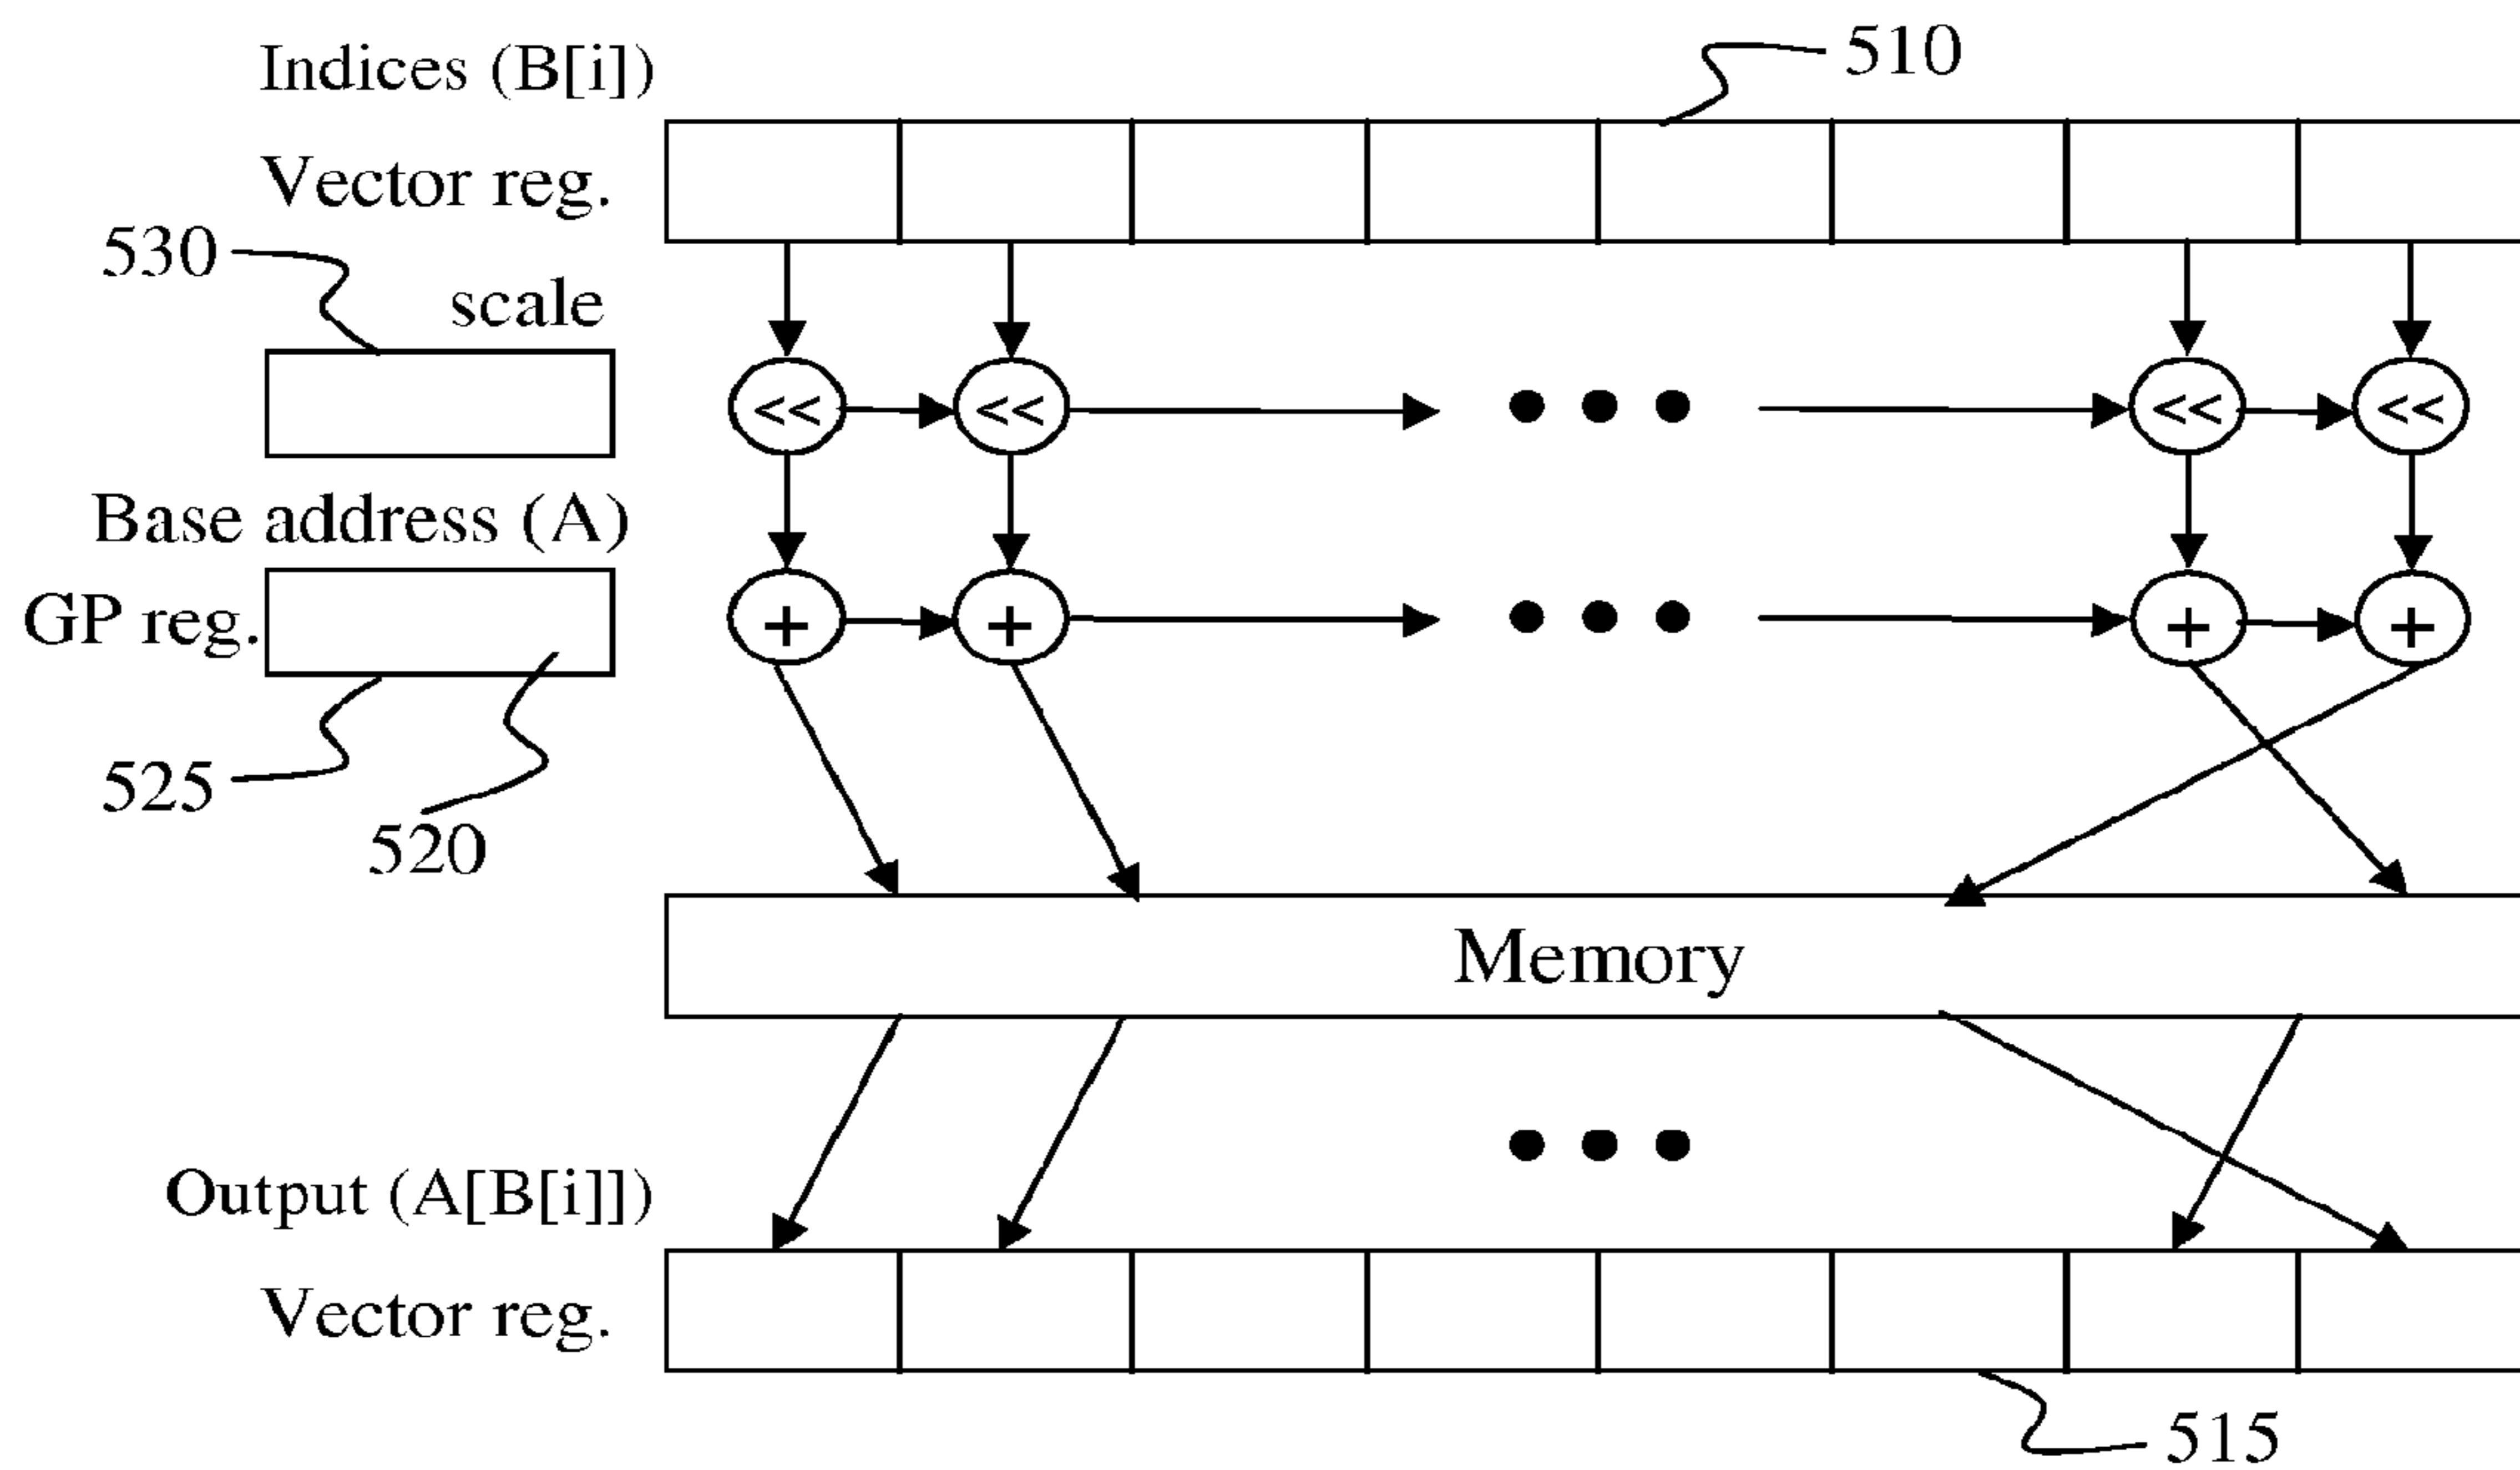 Indices (B[i])
510
Vector reg.
530
scale
<< << ••• << <<
Base address (A)
GP reg.
+ + ••• + +
525
520
Memory
•••
Output (A[B[i]])
Vector reg.
515